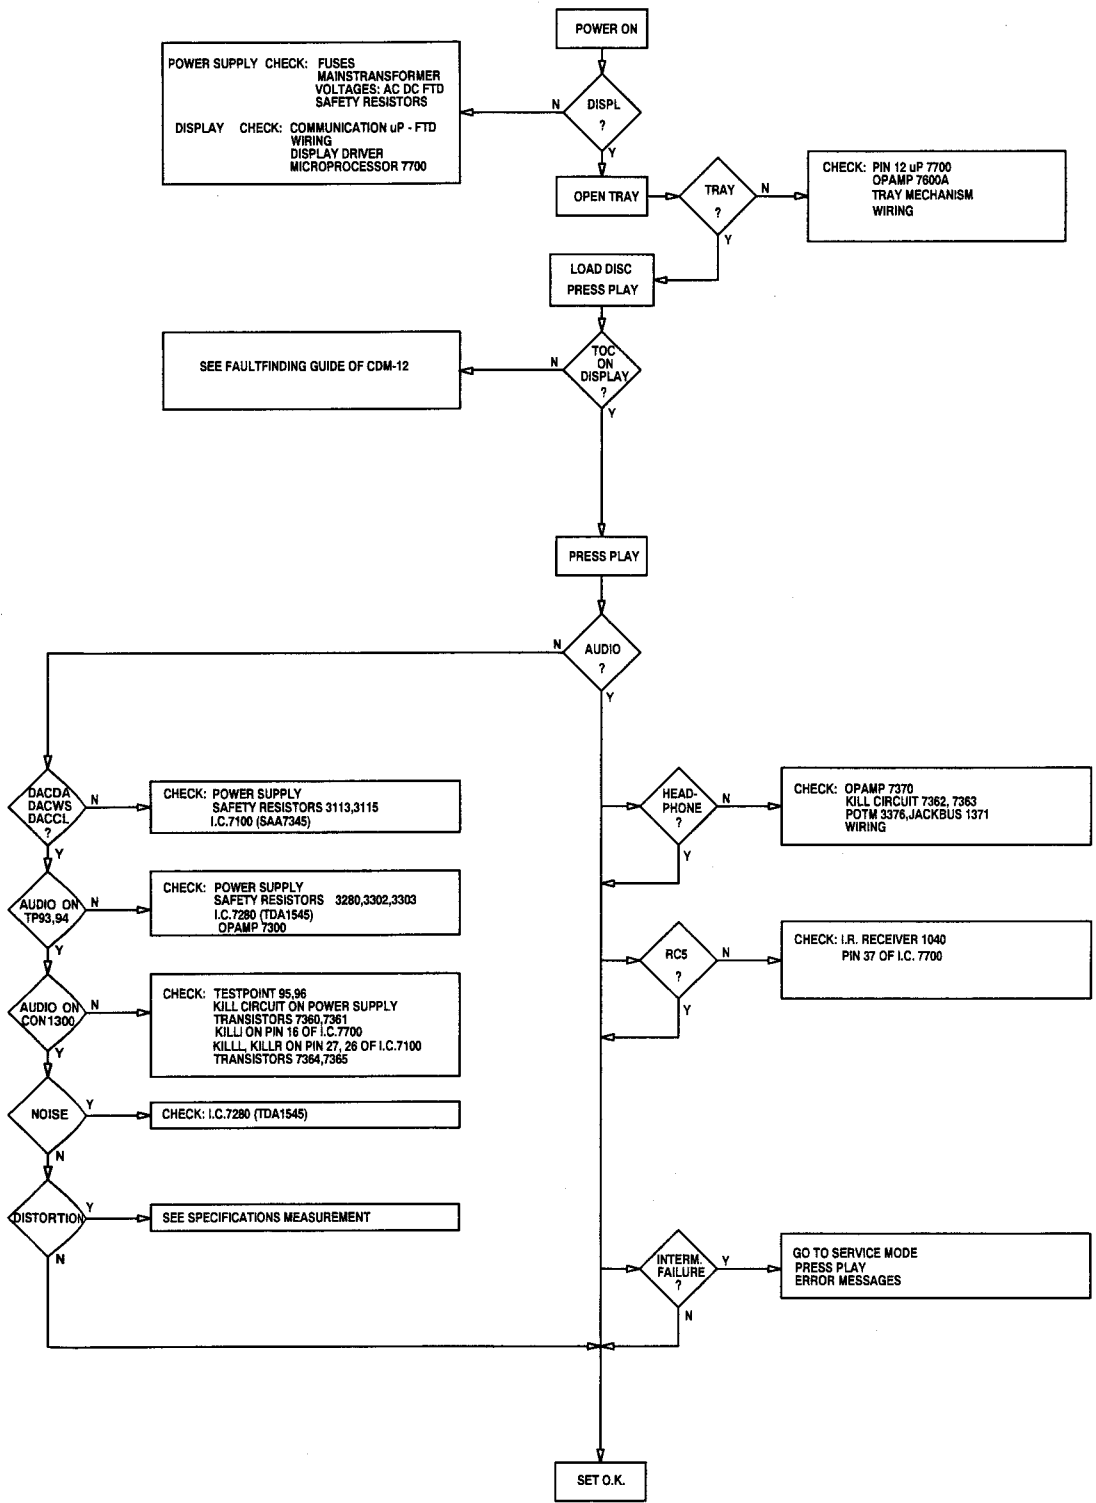 POWER ON
POWER SUPPLY CHECK: FUSES
MAINSTRANSFORMER
VOLTAGES: AC DC FTD
SAFETY RESISTORS
DISPLAY CHECK: COMMUNICATION uP - FTD
WIRING
DISPLAY DRIVER
MICROPROCESSOR 7700
N
DISPL
?
Y
OPEN TRAY
TRAY
?
N
Y
CHECK: PIN 12 uP 7700
OPAMP 7600A
TRAY MECHANISM
WIRING
LOAD DISC
PRESS PLAY
SEE FAULTFINDING GUIDE OF CDM-12
N
TOC
ON
DISPLAY
?
Y
PRESS PLAY
N
AUDIO
?
Y
DACDA
DACWS
DACCL
?
N
Y
CHECK: POWER SUPPLY
SAFETY RESISTORS 3113,3115
I.C.7100 (SAA7345)
HEAD-
PHONE
?
N
Y
CHECK: OPAMP 7370
KILL CIRCUIT 7362, 7363
POTM 3376,JACKBUS 1371
WIRING
AUDIO ON
TP93,94
N
Y
CHECK: POWER SUPPLY
SAFETY RESISTORS 3280,3302,3303
I.C.7280 (TDA1545)
OPAMP 7300
RC5
?
N
Y
CHECK: I.R. RECEIVER 1040
PIN 37 OF I.C. 7700
AUDIO ON
CON1300
N
Y
CHECK: TESTPOINT 95,96
KILL CIRCUIT ON POWER SUPPLY
TRANSISTORS 7360,7361
KILLI ON PIN 16 OF I.C.7700
KILLL, KILLR ON PIN 27, 26 OF I.C.7100
TRANSISTORS 7364,7365
NOISE
Y
N
CHECK: I.C.7280 (TDA1545)
DISTORTION
Y
N
SEE SPECIFICATIONS MEASUREMENT
INTERM.
FAILURE
?
Y
N
GO TO SERVICE MODE
PRESS PLAY
ERROR MESSAGES
SET O.K.